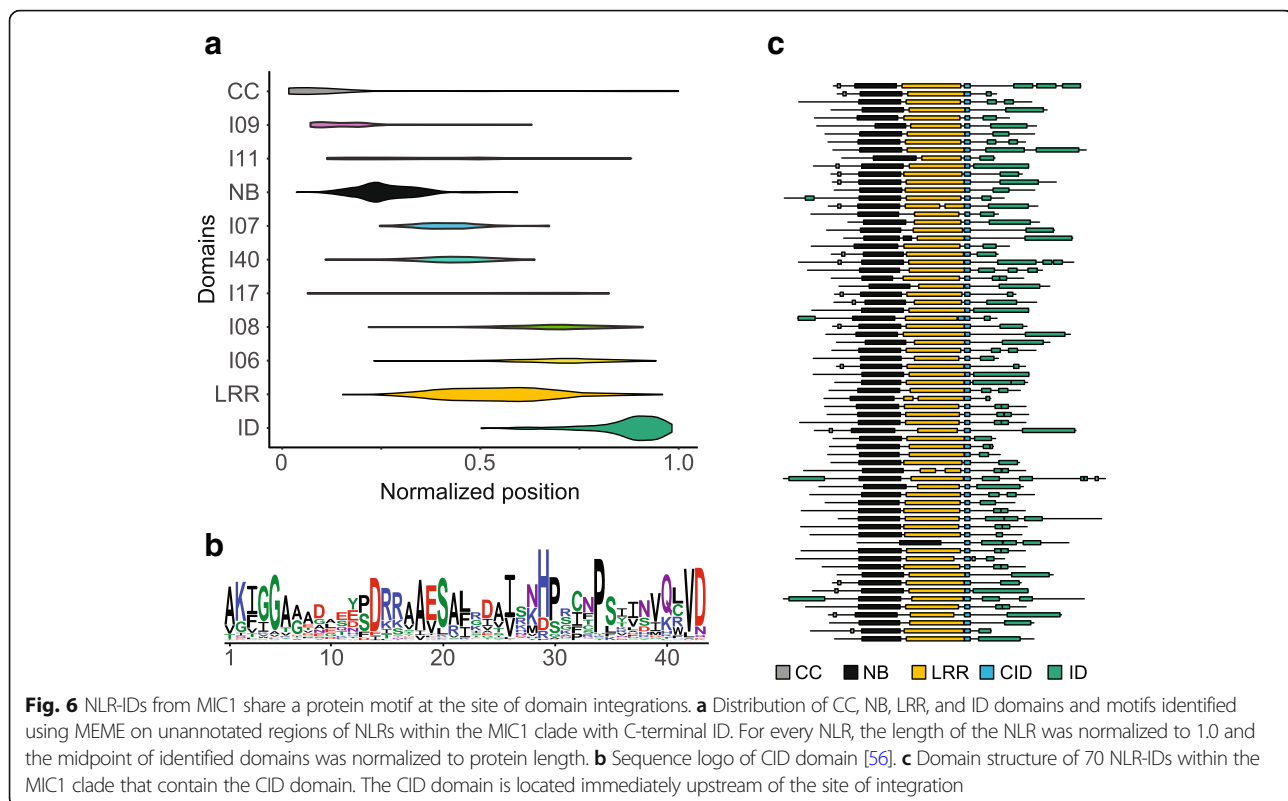 a
c
CC
I09
I11
NB
I07
I40
I17
I08
I06
LRR
ID
Domains
0
0.5
1.0
Normalized position
b
1
10
20
30
40
CC
NB
LRR
CID
ID
Fig. 6 NLR-IDs from MIC1 share a protein motif at the site of domain integrations. a Distribution of CC, NB, LRR, and ID domains and motifs identified
using MEME on unannotated regions of NLRs within the MIC1 clade with C-terminal ID. For every NLR, the length of the NLR was normalized to 1.0 and
the midpoint of identified domains was normalized to protein length. b Sequence logo of CID domain [56]. c Domain structure of 70 NLR-IDs within the
MIC1 clade that contain the CID domain. The CID domain is located immediately upstream of the site of integration